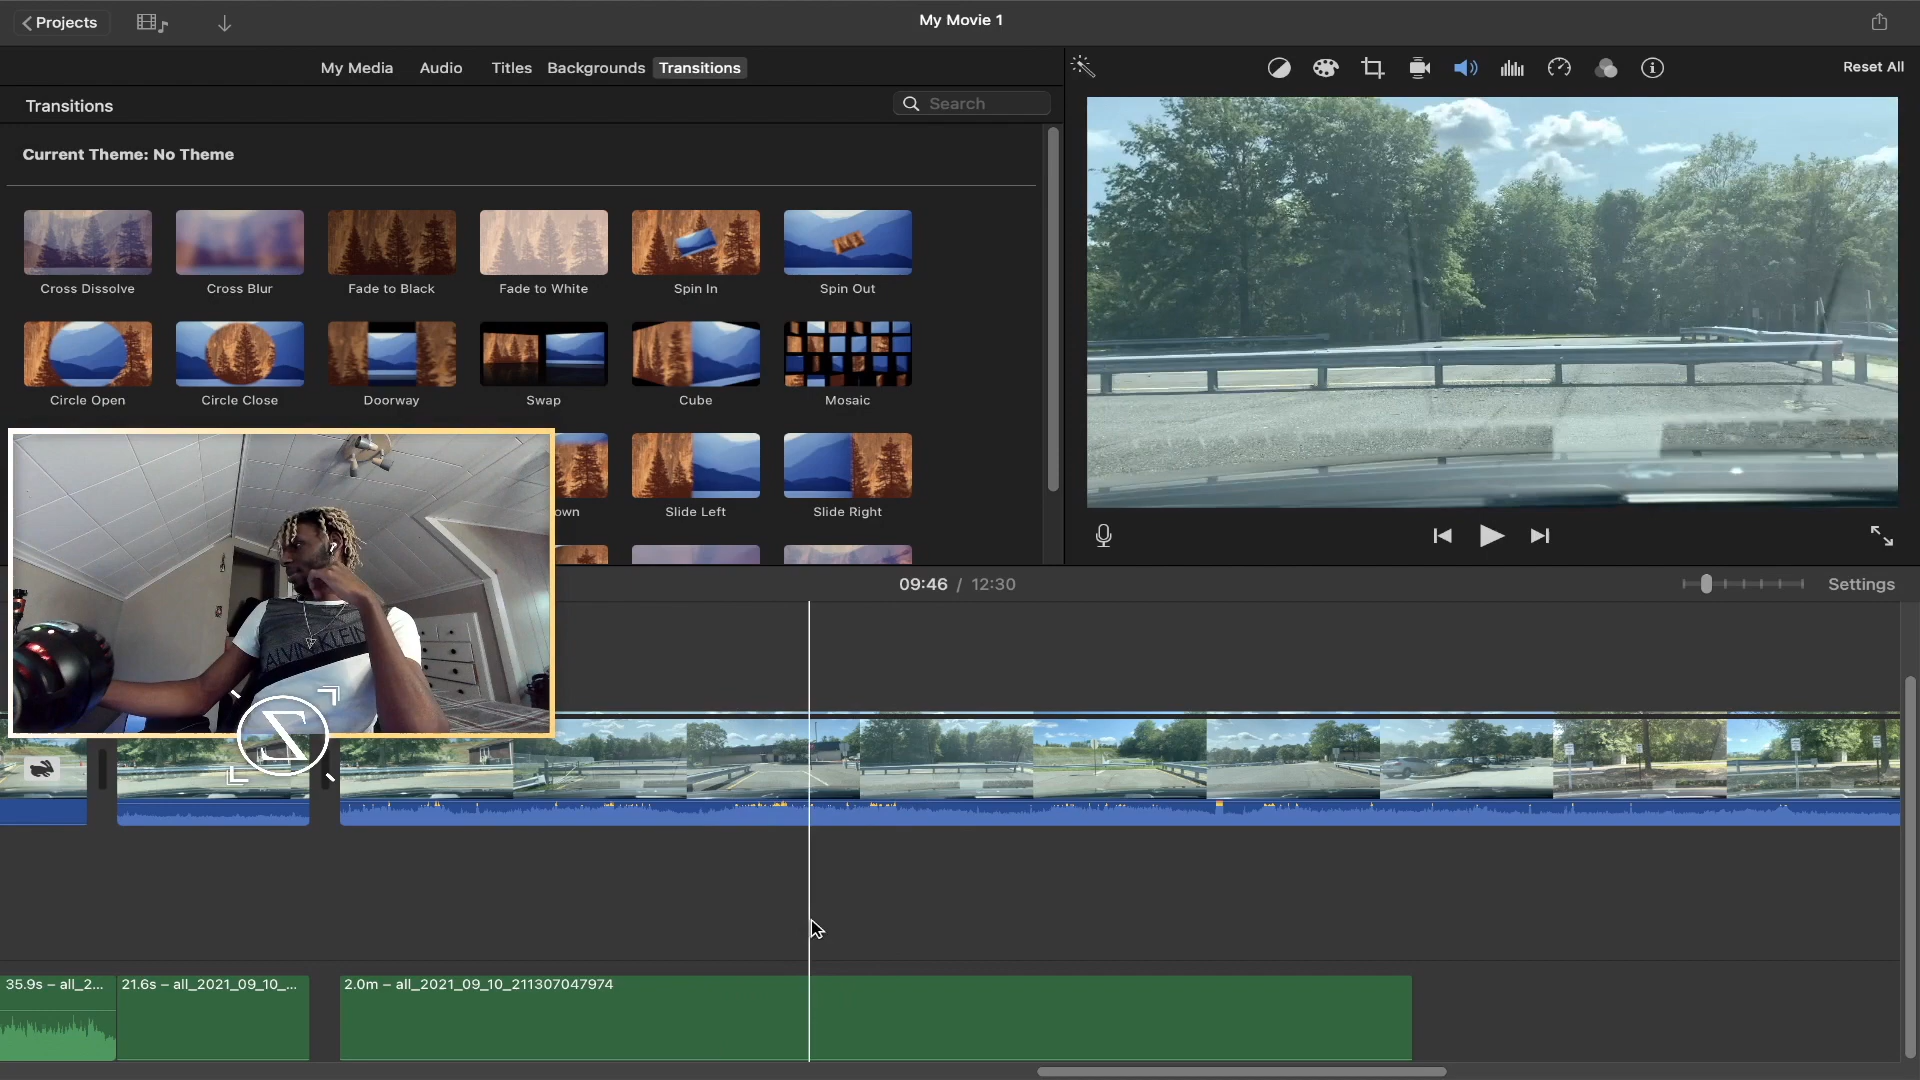 Projects
My Movie 1
My Media Audio Titles Backgrounds Transitions
Reset All
Transitions
Search
Current Theme: No Theme
Cross Dissolve Cross Blur Fade to Black Fade to White Spin In Spin Out
Circle Open Circle Close Doorway Swap Cube Mosaic
own Slide Left Slide Right
ALVIN KLEIN
09:46 / 12:30
Settings
Z
35.9s – all_2... 21.6s – all_2021_09_10_... 2.0m – all_2021_09_10_211307047974